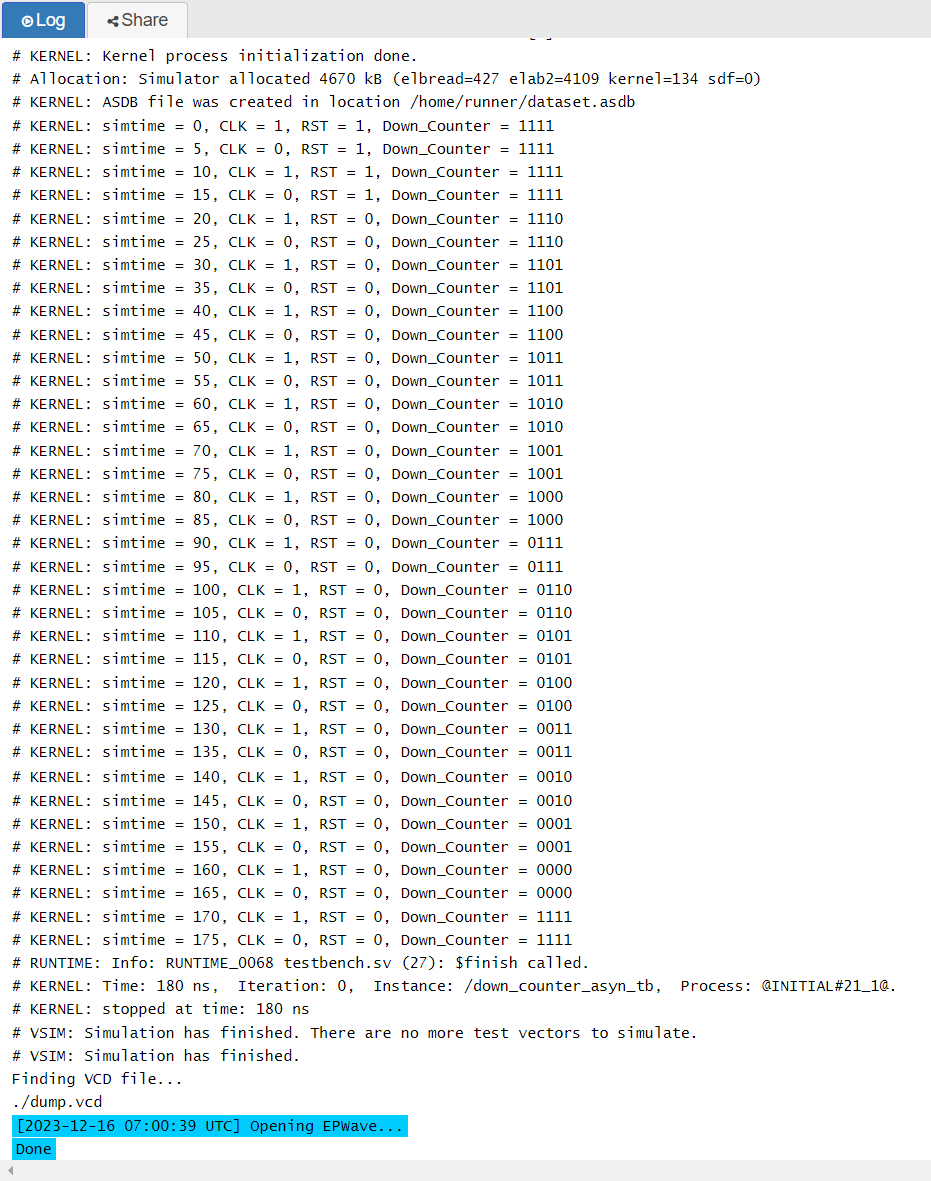 Log
Share
# KERNEL: Kernel process initialization done.
# Allocation: Simulator allocated 4670 kB (elbread=427 elab2=4109 kernel=134 sdf=0)
# KERNEL: ASDB file was created in location /home/runner/dataset.asdb
# KERNEL: simtime = 0, CLK = 1, RST = 1, Down_Counter = 1111
# KERNEL: simtime = 5, CLK = 0, RST = 1, Down_Counter = 1111
# KERNEL: simtime = 10, CLK = 1, RST = 1, Down_Counter = 1111
# KERNEL: simtime = 15, CLK = 0, RST = 1, Down_Counter = 1111
# KERNEL: simtime = 20, CLK = 1, RST = 0, Down_Counter = 1110
# KERNEL: simtime = 25, CLK = 0, RST = 0, Down_Counter = 1110
# KERNEL: simtime = 30, CLK = 1, RST = 0, Down_Counter = 1101
# KERNEL: simtime = 35, CLK = 0, RST = 0, Down_Counter = 1101
# KERNEL: simtime = 40, CLK = 1, RST = 0, Down_Counter = 1100
# KERNEL: simtime = 45, CLK = 0, RST = 0, Down_Counter = 1100
# KERNEL: simtime = 50, CLK = 1, RST = 0, Down_Counter = 1011
# KERNEL: simtime = 55, CLK = 0, RST = 0, Down_Counter = 1011
# KERNEL: simtime = 60, CLK = 1, RST = 0, Down_Counter = 1010
# KERNEL: simtime = 65, CLK = 0, RST = 0, Down_Counter = 1010
# KERNEL: simtime = 70, CLK = 1, RST = 0, Down_Counter = 1001
# KERNEL: simtime = 75, CLK = 0, RST = 0, Down_Counter = 1001
# KERNEL: simtime = 80, CLK = 1, RST = 0, Down_Counter = 1000
# KERNEL: simtime = 85, CLK = 0, RST = 0, Down_Counter = 1000
# KERNEL: simtime = 90, CLK = 1, RST = 0, Down_Counter = 0111
# KERNEL: simtime = 95, CLK = 0, RST = 0, Down_Counter = 0111
# KERNEL: simtime = 100, CLK = 1, RST = 0, Down_Counter = 0110
# KERNEL: simtime = 105, CLK = 0, RST = 0, Down_Counter = 0110
# KERNEL: simtime = 110, CLK = 1, RST = 0, Down_Counter = 0101
# KERNEL: simtime = 115, CLK = 0, RST = 0, Down_Counter = 0101
# KERNEL: simtime = 120, CLK = 1, RST = 0, Down_Counter = 0100
# KERNEL: simtime = 125, CLK = 0, RST = 0, Down_Counter = 0100
# KERNEL: simtime = 130, CLK = 1, RST = 0, Down_Counter = 0011
# KERNEL: simtime = 135, CLK = 0, RST = 0, Down_Counter = 0011
# KERNEL: simtime = 140, CLK = 1, RST = 0, Down_Counter = 0010
# KERNEL: simtime = 145, CLK = 0, RST = 0, Down_Counter = 0010
# KERNEL: simtime = 150, CLK = 1, RST = 0, Down_Counter = 0001
# KERNEL: simtime = 155, CLK = 0, RST = 0, Down_Counter = 0001
# KERNEL: simtime = 160, CLK = 1, RST = 0, Down_Counter = 0000
# KERNEL: simtime = 165, CLK = 0, RST = 0, Down_Counter = 0000
# KERNEL: simtime = 170, CLK = 1, RST = 0, Down_Counter = 1111
# KERNEL: simtime = 175, CLK = 0, RST = 0, Down_Counter = 1111
# RUNTIME: Info: RUNTIME_0068 testbench.sv (27): $finish called.
# KERNEL: Time: 180 ns,  Iteration: 0,  Instance: /down_counter_asyn_tb,  Process: @INITIAL#21_1@.
# KERNEL: stopped at time: 180 ns
# VSIM: Simulation has finished. There are no more test vectors to simulate.
# VSIM: Simulation has finished.
Finding VCD file...
./dump.vcd
[2023-12-16 07:00:39 UTC] Opening EPWave...
Done